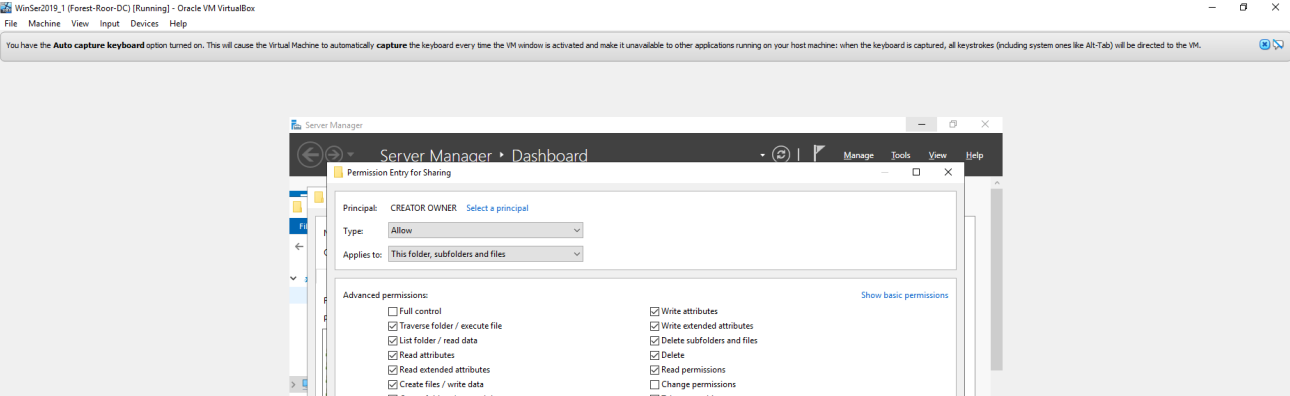 WinSer2019_1 (Forest-Roor-DC) [Running] - Oracle VM VirtualBox
File Machine View Input Devices Help
You have the Auto capture keyboard option turned on. This will cause the Virtual Machine to automatically capture the keyboard every time the VM window is activated and make it unavailable to other applications running on your host machine: when the keyboard is captured, all keystrokes (including system ones like Alt-Tab) will be directed to the VM.
Server Manager
Server Manager • Dashboard
Manage Tools View Help
Permission Entry for Sharing
Principal: CREATOR OWNER Select a principal
Type: Allow
Applies to: This folder, subfolders and files
Advanced permissions: Show basic permissions
Full control Write attributes
Traverse folder / execute file Write extended attributes
List folder / read data Delete subfolders and files
Read attributes Delete
Read extended attributes Read permissions
Create files / write data Change permissions